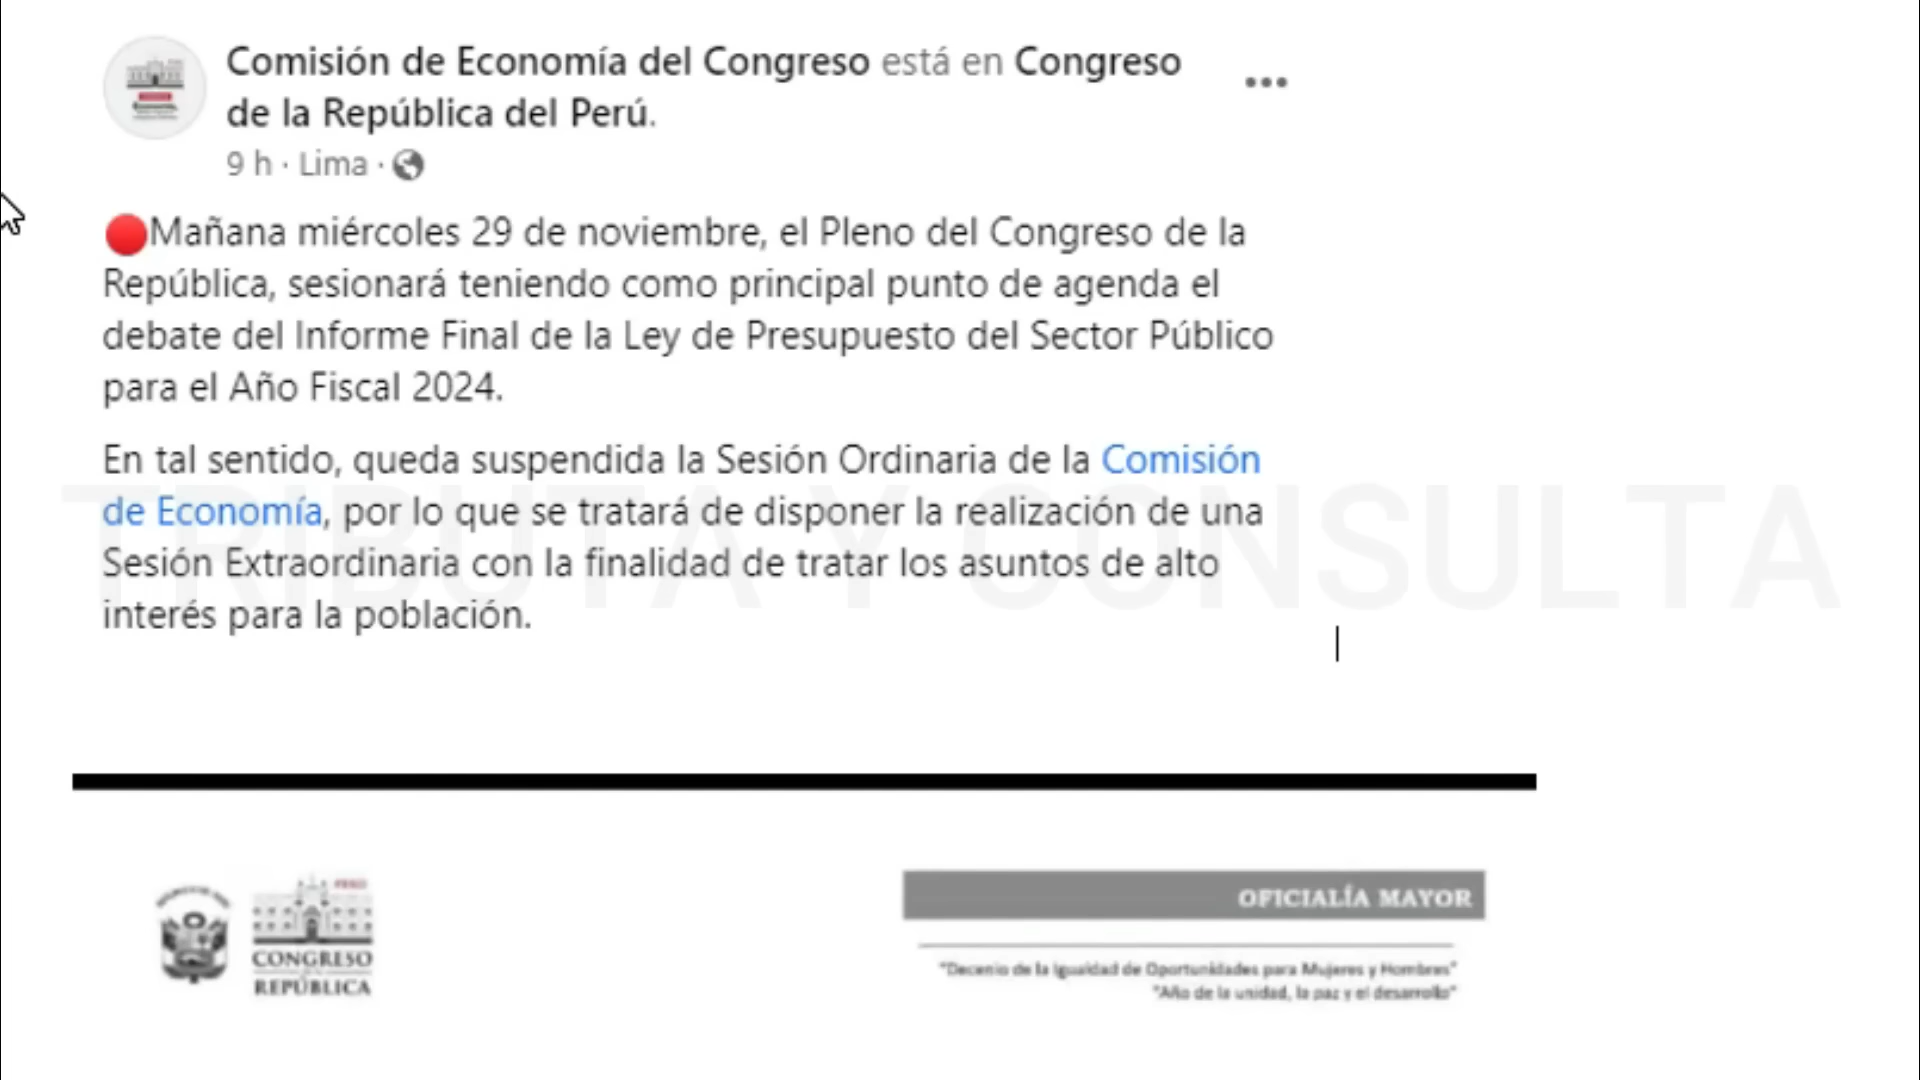 Comisión de Economía del Congreso está en Congreso
de la República del Perú.
9 h · Lima ·
Mañana miércoles 29 de noviembre, el Pleno del Congreso de la
República, sesionará teniendo como principal punto de agenda el
debate del Informe Final de la Ley de Presupuesto del Sector Público
para el Año Fiscal 2024.
En tal sentido, queda suspendida la Sesión Ordinaria de la Comisión
de Economía, por lo que se tratará de disponer la realización de una
Sesión Extraordinaria con la finalidad de tratar los asuntos de alto
interés para la población.
TRIBUTA Y CONSULTA
CONGRESO
REPÚBLICA
OFICIALÍA MAYOR
"Decenio de la Igualdad de Oportunidades para Mujeres y Hombres"
"Año de la unidad, la paz y el desarrollo"